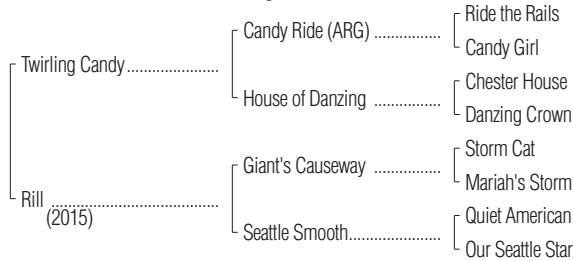 Ride the Rails
Candy Ride (ARG) ................
Candy Girl
Twirling Candy ......................
Chester House
House of Danzing ................
Danzing Crown
Storm Cat
Giant's Causeway ................
Mariah's Storm
Rill ........................................
(2015)
Quiet American
Seattle Smooth......................
Our Seattle Star